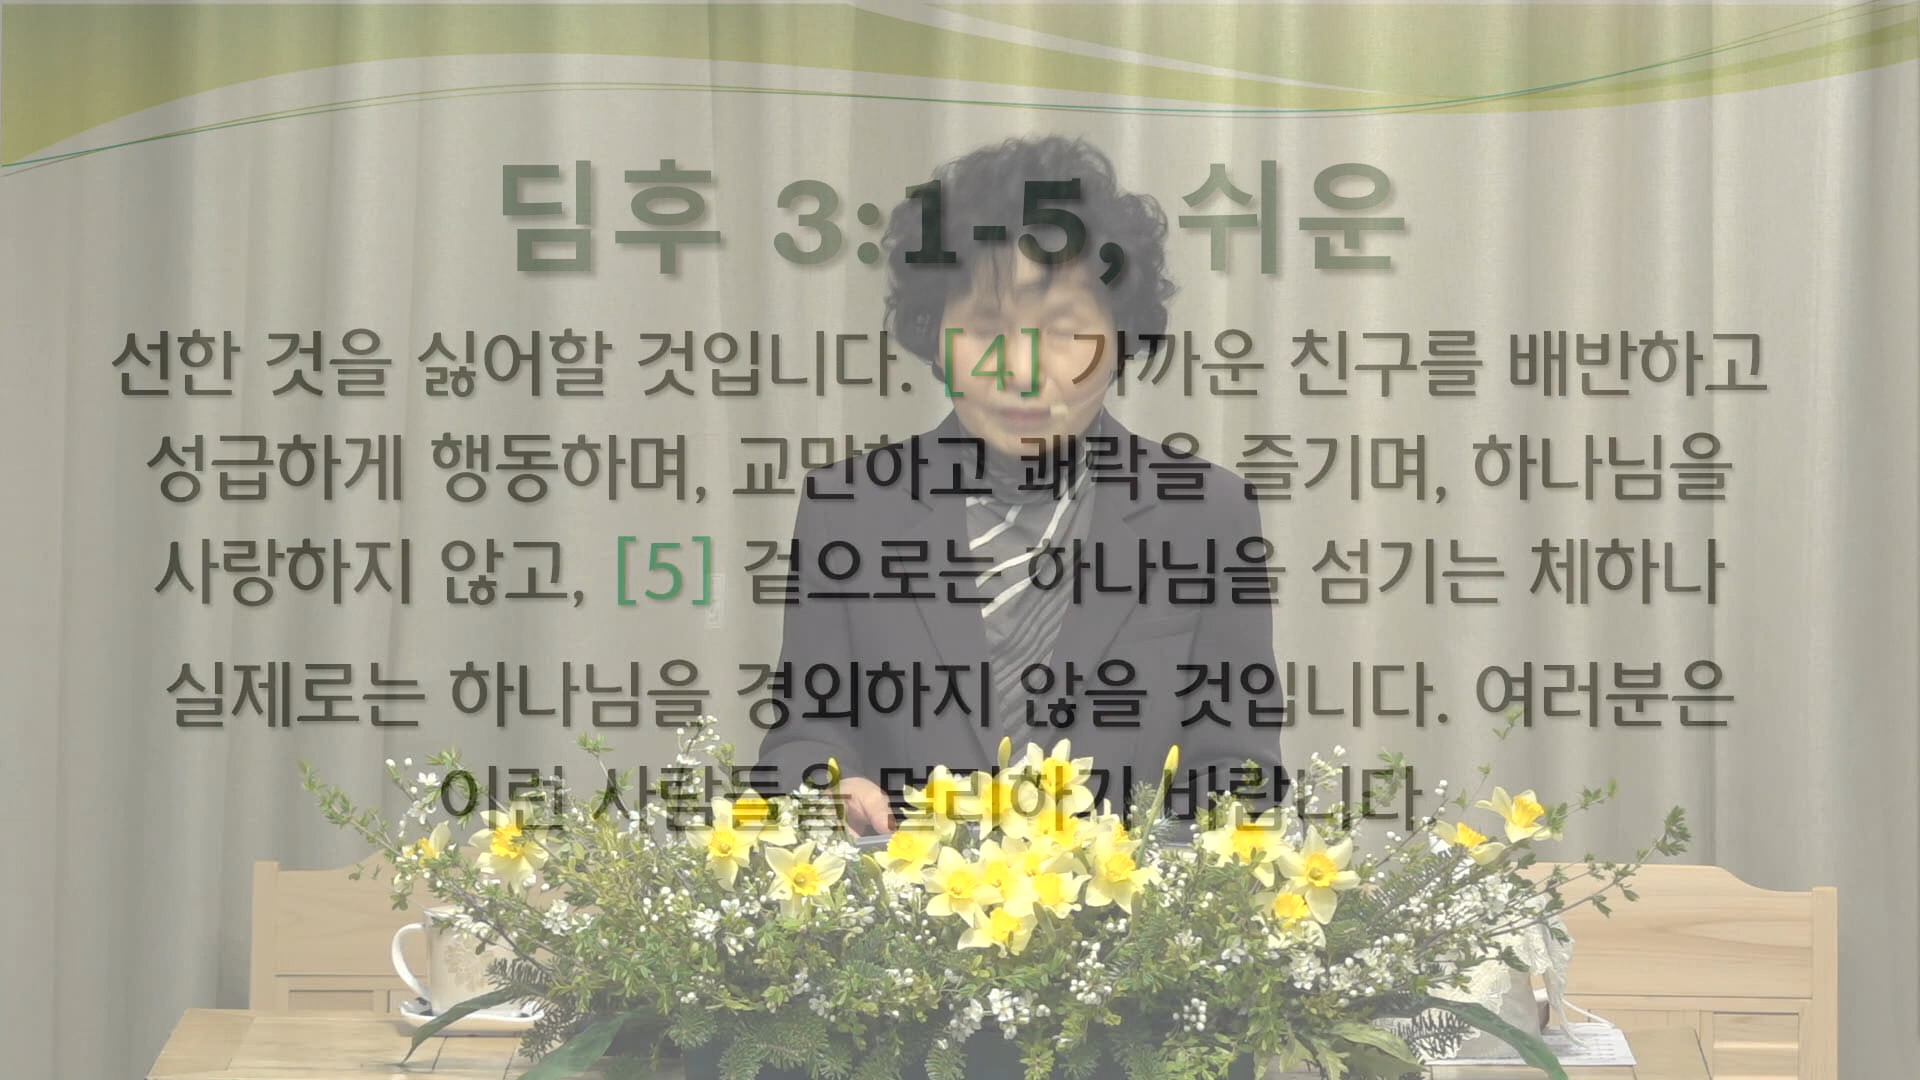 딤후 3:1-5, 쉬운
선한 것을 싫어할 것입니다. [4] 가까운 친구를 배반하고
성급하게 행동하며, 교만하고 쾌락을 즐기며, 하나님을
사랑하지 않고, [5] 겉으로는 하나님을 섬기는 체하나
실제로는 하나님을 경외하지 않을 것입니다. 여러분은
이런 사람들을 멀리하기 바랍니다.